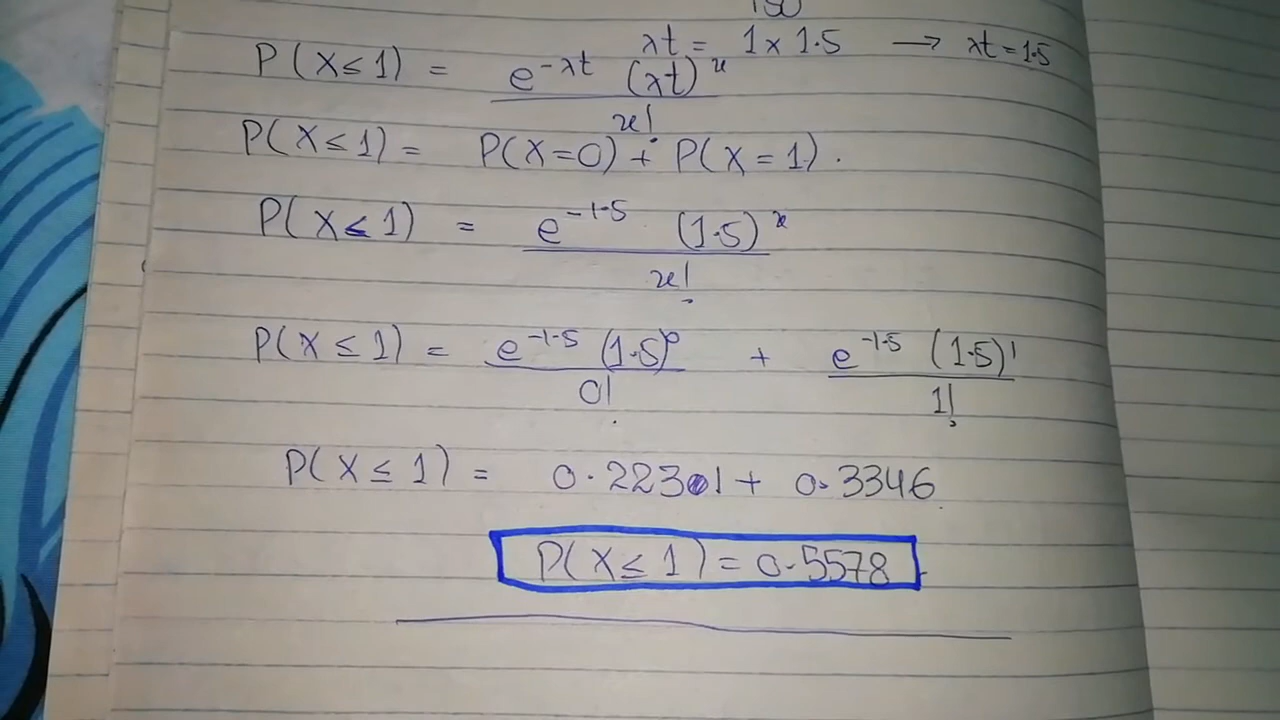 150
λt = 1 x 1.5 → λt = 1.5
P(X ≤ 1) = e^-λt (λt)^x / x!
P(X ≤ 1) = P(X=0) + P(X=1).
P(X ≤ 1) = e^-1.5 (1.5)^x / x!
P(X ≤ 1) = e^-1.5 (1.5)^0 / 0! + e^-1.5 (1.5)^1 / 1!
P(X ≤ 1) = 0.22301 + 0.3346
P(X ≤ 1) = 0.5578